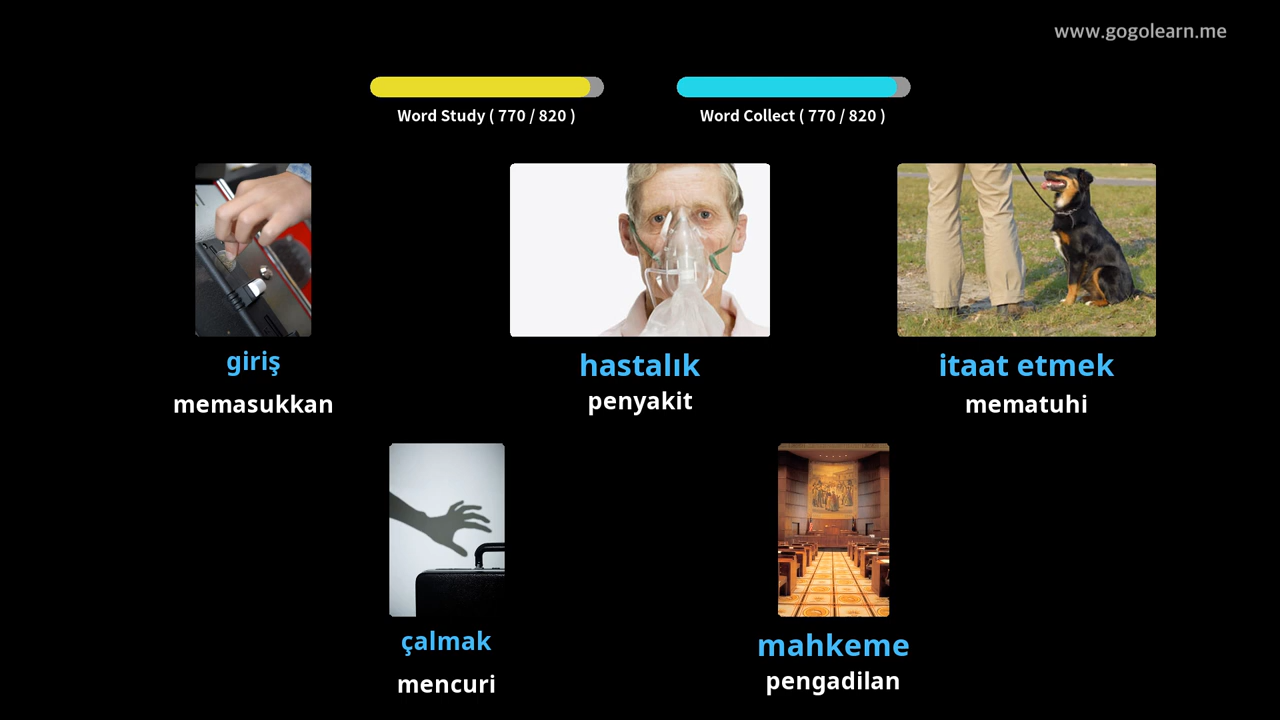 www.gogolearn.me
Word Study ( 770 / 820 )
Word Collect ( 770 / 820 )
giriş
memasukkan
hastalık
penyakit
itaat etmek
mematuhi
çalmak
mencuri
mahkeme
pengadilan